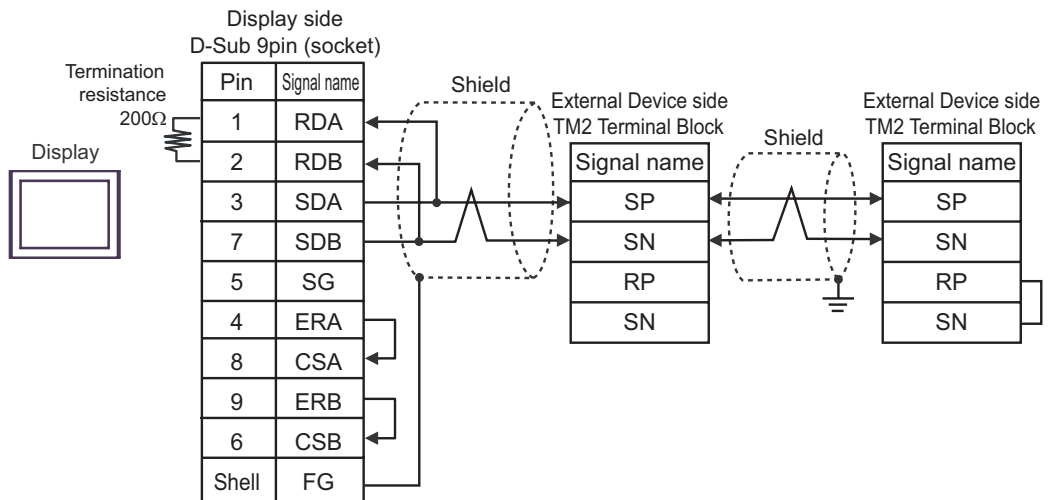 Display side
D-Sub 9pin (socket)
Termination
resistance
200Ω
Display
Pin Signal name
1 RDA
2 RDB
3 SDA
7 SDB
5 SG
4 ERA
8 CSA
9 ERB
6 CSB
Shell FG
Shield
External Device side
TM2 Terminal Block
Signal name
SP
SN
RP
SN
Shield
External Device side
TM2 Terminal Block
Signal name
SP
SN
RP
SN